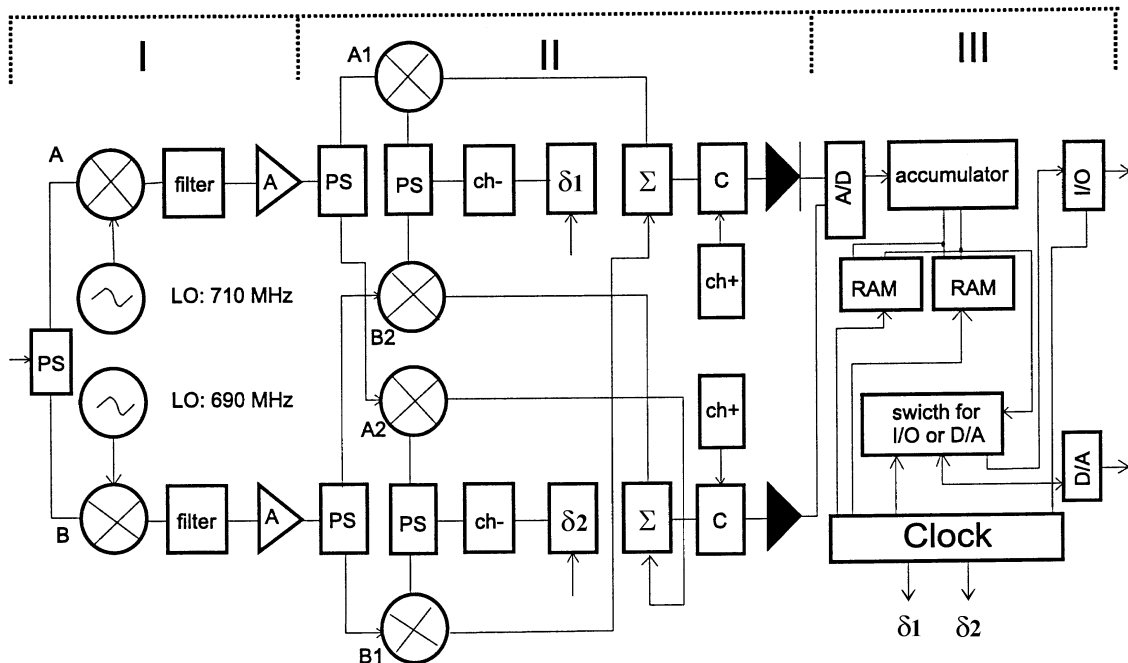 I
II
III
A1
A
filter
A
PS
PS
ch-
δ1
Σ
C
A/D
accumulator
I/O
ch+
RAM
RAM
LO: 710 MHz
B2
PS
LO: 690 MHz
A2
ch+
swicth for
I/O or D/A
D/A
B
filter
A
PS
PS
ch-
δ2
Σ
C
Clock
B1
δ1
δ2